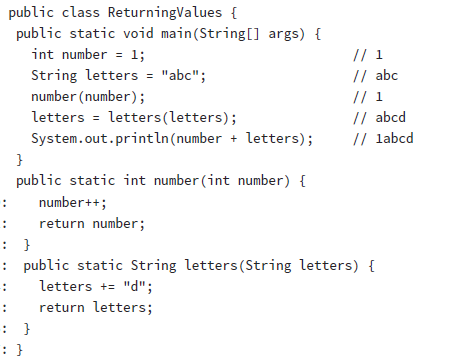 public class ReturningValues {
public static void main(String[] args) {
int number = 1; // 1
String letters = "abc"; // abc
number(number); // 1
letters = letters(letters); // abcd
System.out.println(number + letters); // 1abcd
}
public static int number(int number) {
: number++;
: return number;
: }
: public static String letters(String letters) {
: letters += "d";
: return letters;
: }
: }